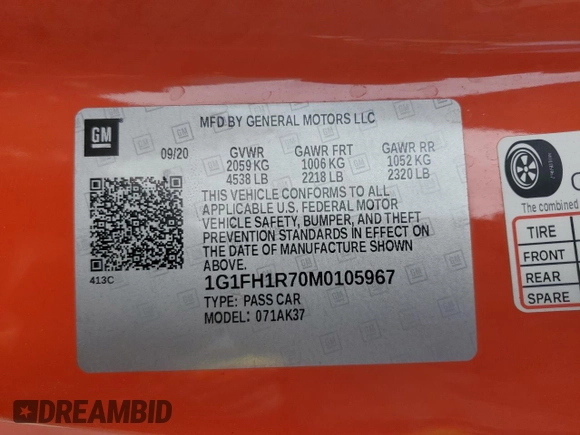 GM
MFD BY GENERAL MOTORS LLC
09/20
GVWR GAWR FRT GAWR RR
2059 KG 1006 KG 1052 KG
4538 LB 2218 LB 2320 LB
THIS VEHICLE CONFORMS TO ALL
APPLICABLE U.S. FEDERAL MOTOR
VEHICLE SAFETY, BUMPER, AND THEFT
PREVENTION STANDARDS IN EFFECT ON
THE DATE OF MANUFACTURE SHOWN
ABOVE.
413C
1G1FH1R70M0105967
TYPE: PASS CAR
MODEL: 071AK37
The combined
TIRE
FRONT
REAR
SPARE
DREAMBID